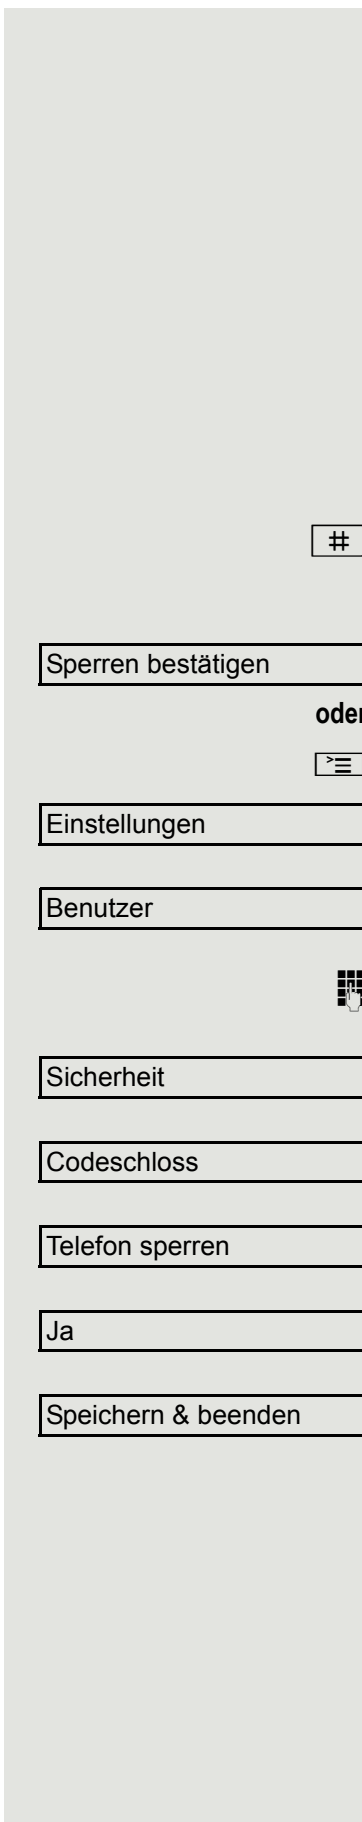 #
Sperren bestätigen
oder
Einstellungen
Benutzer
Sicherheit
Codeschloss
Telefon sperren
Ja
Speichern & beenden